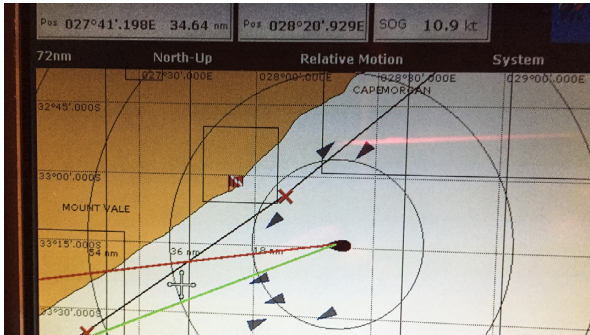 Pos 027°41'.198E 34.64 nm
Pos 028°20'.929E
SOG 10.9 kt
72nm North-Up Relative Motion System
027°30'.000E 028°00'.000E 028°30'.000E 029°00'.000E
CAPEMORGAN
32°45'.000S
33°00'.000S
MOUNT VALE
33°15'.000S
54 nm 36 nm 18 nm
33°30'.000S